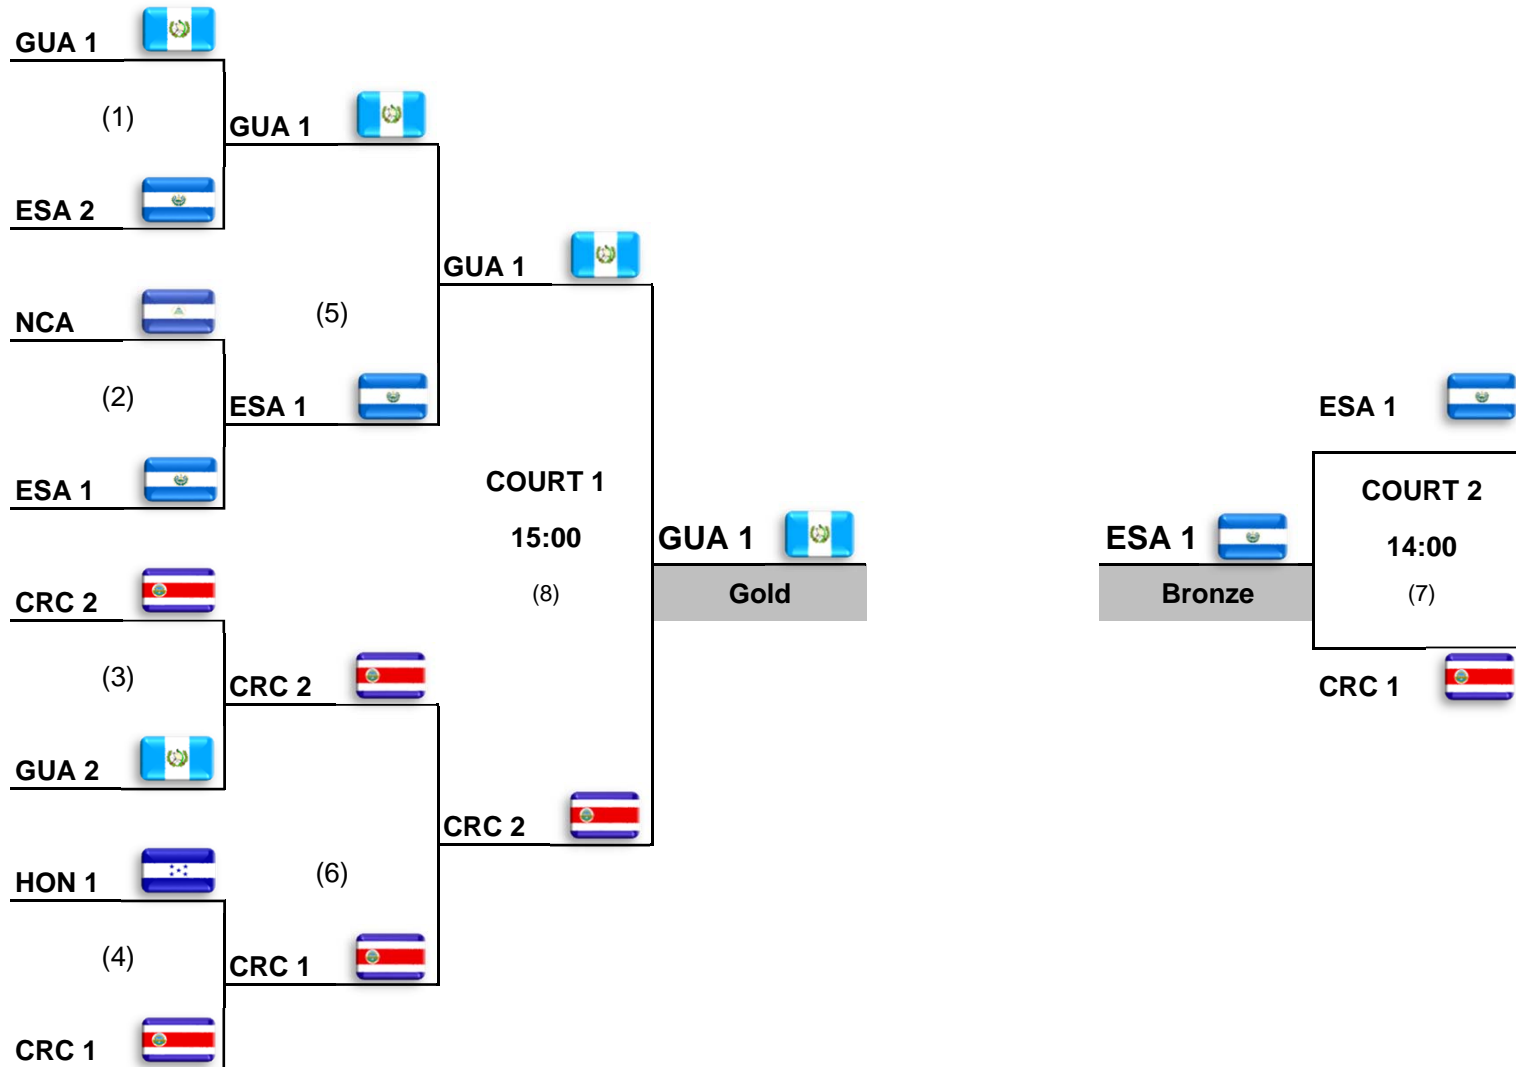 GUA 1
(1)
GUA 1
ESA 2
GUA 1
NCA
(5)
(2)
ESA 1
ESA 1
ESA 1
COURT 1
COURT 2
15:00
GUA 1
ESA 1
14:00
CRC 2
(8)
Gold
Bronze
(7)
(3)
CRC 2
CRC 1
GUA 2
CRC 2
HON 1
(6)
(4)
CRC 1
CRC 1